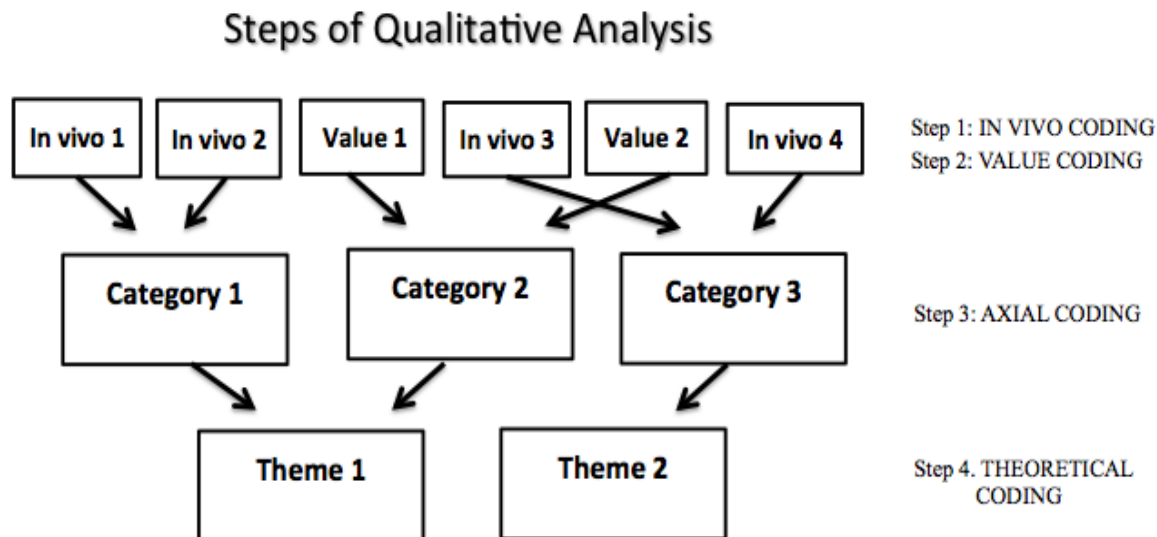 Steps of Qualitative Analysis
In vivo 1
In vivo 2
Value 1
In vivo 3
Value 2
In vivo 4
Step 1: IN VIVO CODING
Step 2: VALUE CODING
Category 1
Category 2
Category 3
Step 3: AXIAL CODING
Theme 1
Theme 2
Step 4. THEORETICAL
CODING